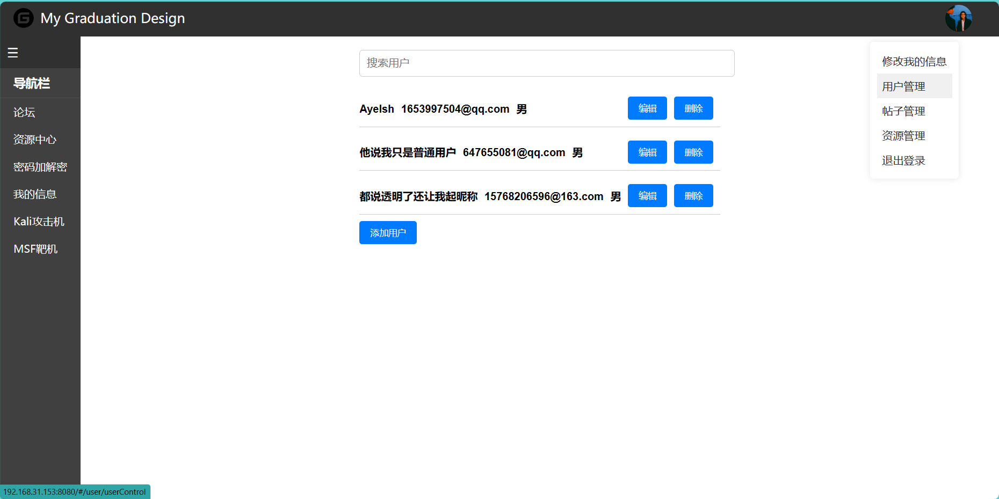 My Graduation Design
☰
导航栏
论坛
资源中心
密码加解密
我的信息
Kali攻击机
MSF靶机
搜索用户
Ayelsh 1653997504@qq.com 男 编辑 删除
他说我只是普通用户 647655081@qq.com 男 编辑 删除
都说透明了还让我起昵称 15768206596@163.com 男 编辑 删除
添加用户
修改我的信息
用户管理
帖子管理
资源管理
退出登录
192.168.31.153:8080/#/user/userControl